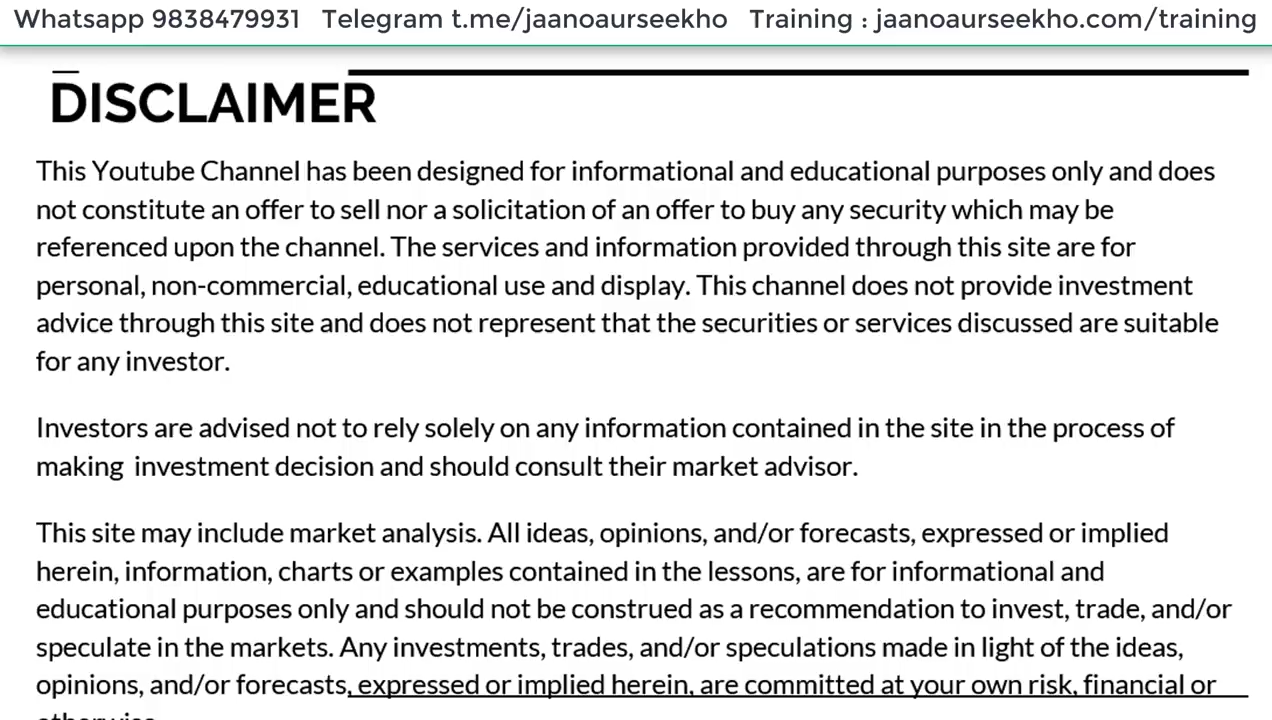 Whatsapp 9838479931 Telegram t.me/jaanoaurseekho Training : jaanoaurseekho.com/training
DISCLAIMER
This Youtube Channel has been designed for informational and educational purposes only and does
not constitute an offer to sell nor a solicitation of an offer to buy any security which may be
referenced upon the channel. The services and information provided through this site are for
personal, non-commercial, educational use and display. This channel does not provide investment
advice through this site and does not represent that the securities or services discussed are suitable
for any investor.
Investors are advised not to rely solely on any information contained in the site in the process of
making investment decision and should consult their market advisor.
This site may include market analysis. All ideas, opinions, and/or forecasts, expressed or implied
herein, information, charts or examples contained in the lessons, are for informational and
educational purposes only and should not be construed as a recommendation to invest, trade, and/or
speculate in the markets. Any investments, trades, and/or speculations made in light of the ideas,
opinions, and/or forecasts, expressed or implied herein, are committed at your own risk, financial or